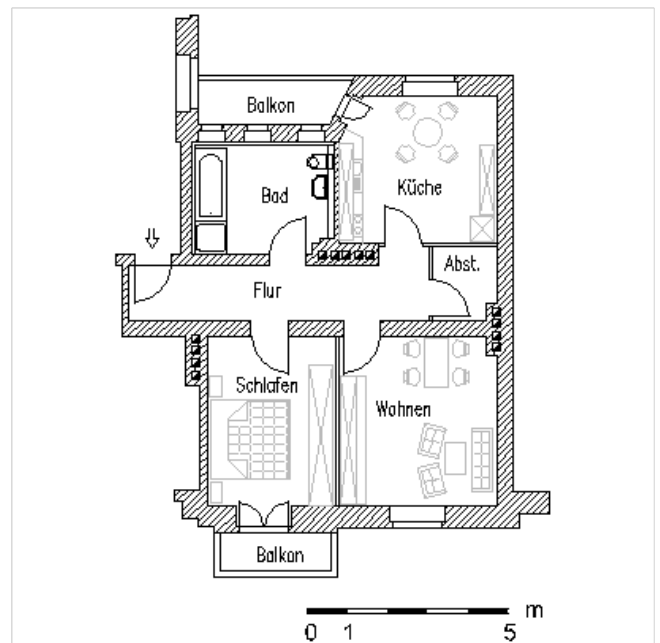 Balkon
Bad
Küche
Abst.
Flur
Schlafen
Wohnen
Balkon
m
0 1 5